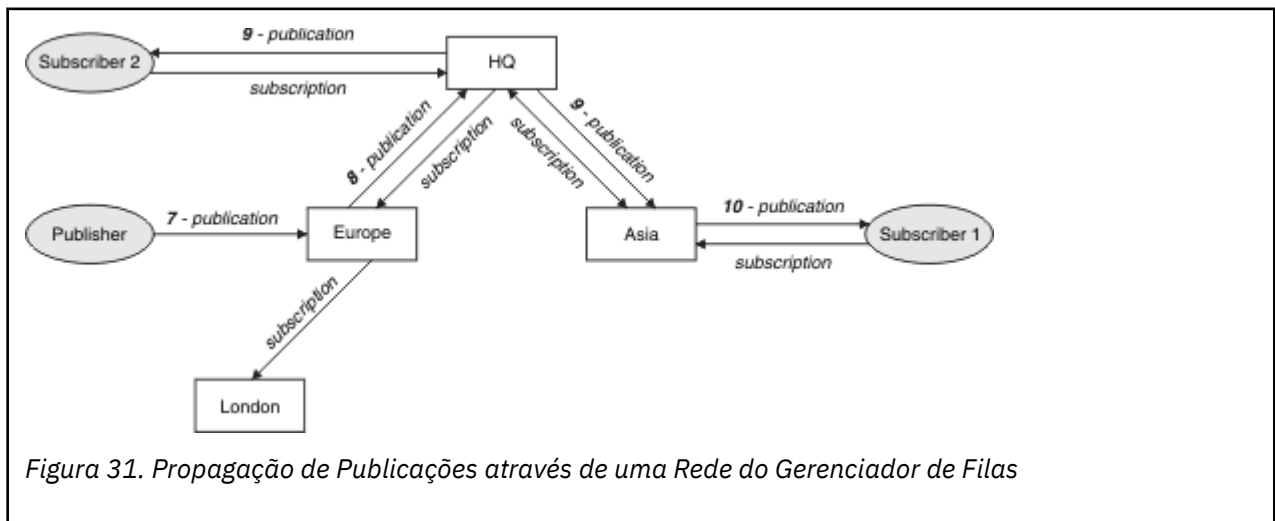 9 - publication
Subscriber 2
HQ
subscription
8 - publication
subscription
subscription
9 - publication
7 - publication
Publisher
Europe
Asia
10 - publication
Subscriber 1
subscription
subscription
London
Figura 31. Propagação de Publicações através de uma Rede do Gerenciador de Filas